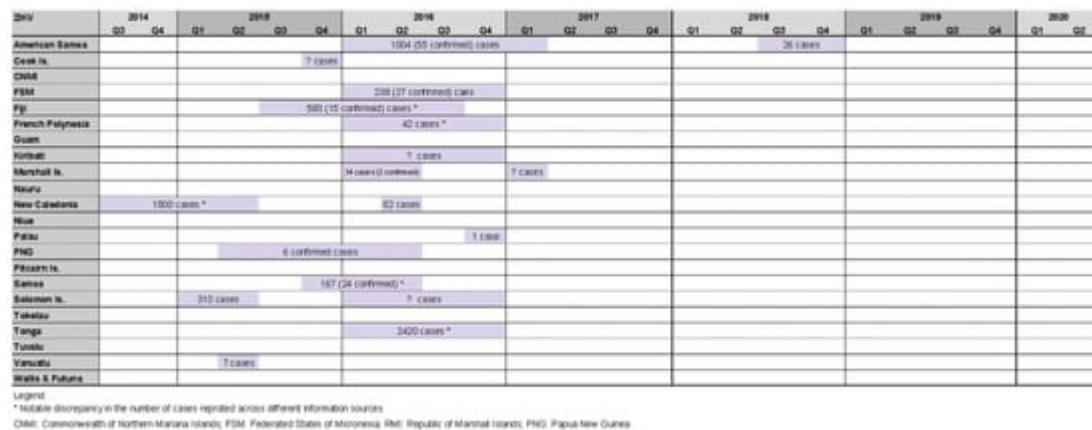 ZIKV 2014 2015 2016 2017 2018 2019 2020
Q3 Q4 Q1 Q2 Q3 Q4 Q1 Q2 Q3 Q4 Q1 Q2 Q3 Q4 Q1 Q2 Q3 Q4 Q1 Q2 Q3 Q4 Q1 Q2
American Samoa 1004 (55 confirmed) cases 26 cases
Cook Is. ? cases
CNMI
FSM (27 confirmed)
Fiji (15 confirmed) cases *
French Polynesia 42 cases *
Guam
Kiribati ? cases
Marshall Is. 14 cases ? cases
Nauru
New Caledonia 1500 cases * 82 cases
Niue
Palau 1 case
PNG 6 confirmed cases
Pitcairn Is.
Samoa 167 (24 confirmed) *
Solomon Is. 310 cases ? cases
Tokelau
Tonga 2420 cases *
Tuvalu
Vanuatu cases
Wallis & Futuna
Legend
* Notable discrepancy in the number of cases reprated across different information sources
CNMI: Commonwealth of Northern Mariana Islands; FSM: Federated States of Micronesia; RMI: Republic of Marshall Islands; PNG: Papua New Guinea